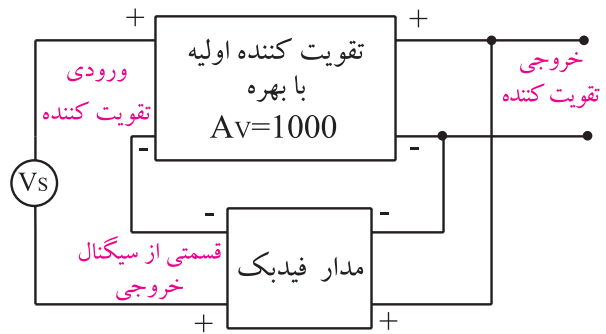 +
+
تقویت کننده اولیه
با بهره
Av=1000
ورودی
تقویت کننده
خروجی
تقویت کننده
-
-
Vs
-
-
قسمتی از سیگنال
خروجی
مدار فیدبک
+
+